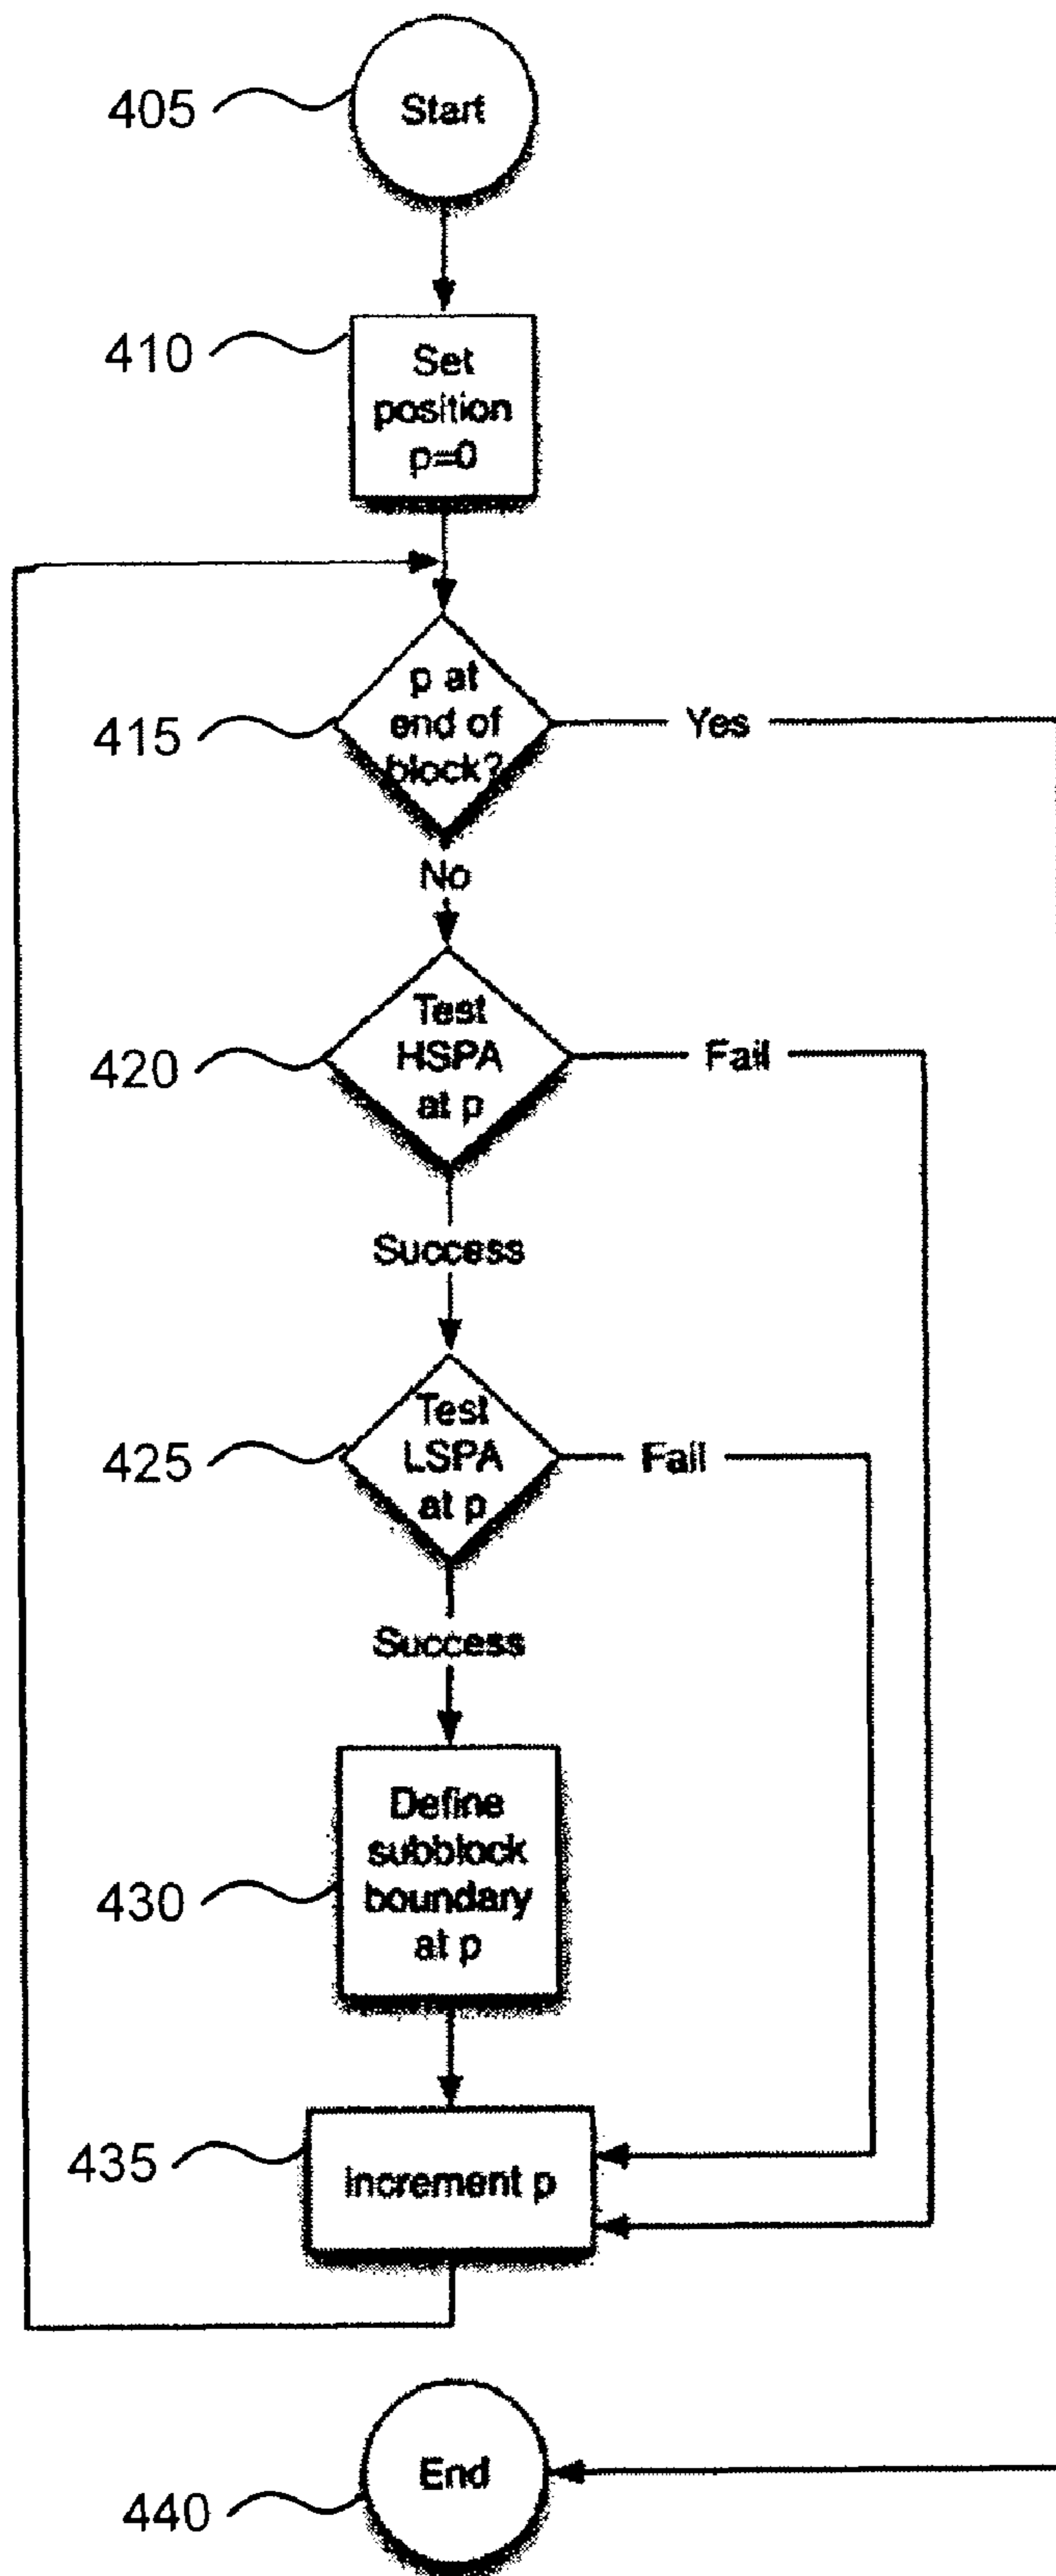 405
Start
410
Set
position
p=0
p at
end of
block?
415
Yes
No
Test
HSPA
at p
420
Fail
Success
Test
LSPA
at p
425
Fail
Success
Define
subblock
boundary
at p
430
435
Increment p
End
440